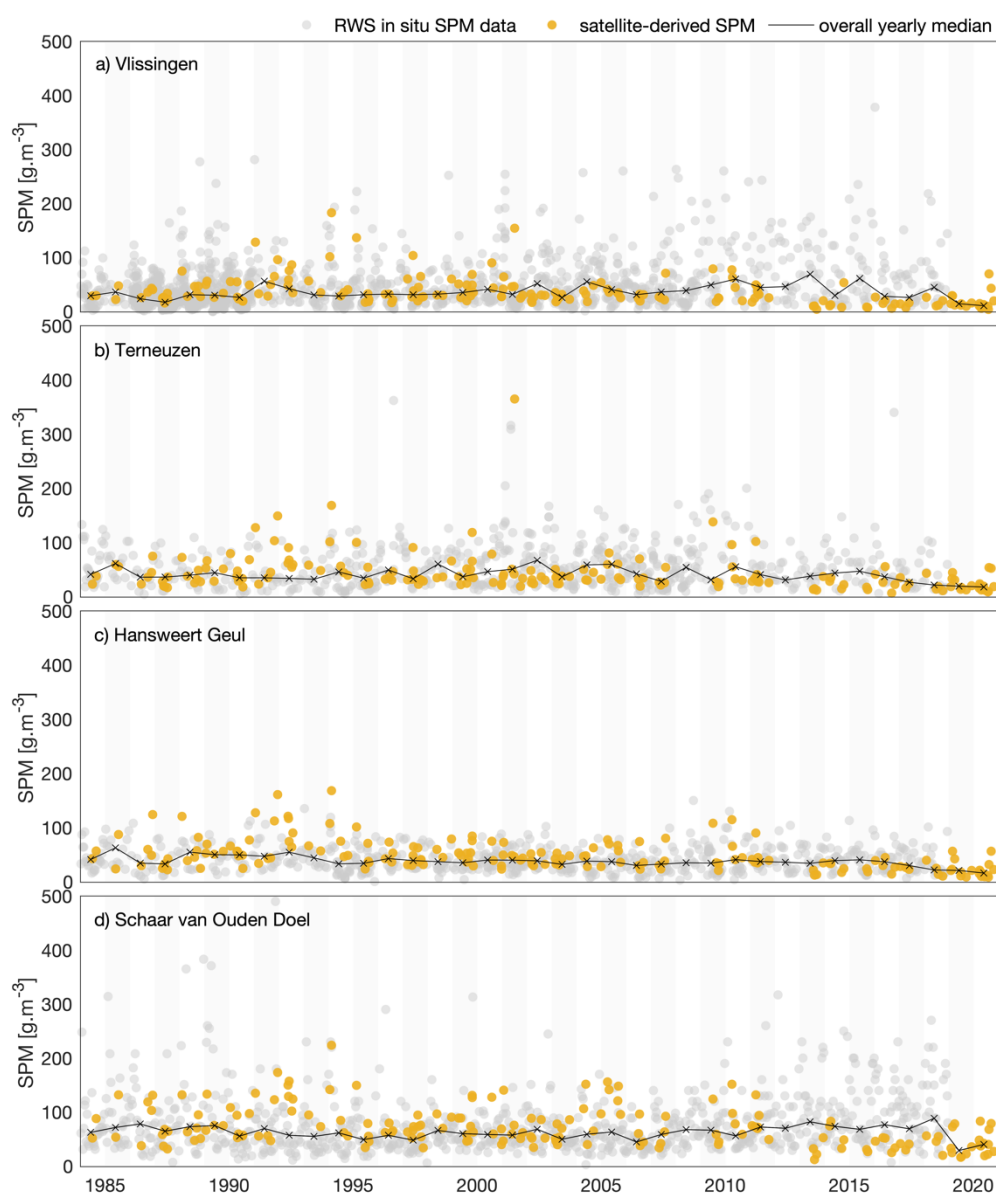 RWS in situ SPM data satellite-derived SPM overall yearly median
a) Vlissingen
SPM [g.m⁻³]
500
400
300
200
100
0
b) Terneuzen
SPM [g.m⁻³]
500
400
300
200
100
0
c) Hansweert Geul
SPM [g.m⁻³]
500
400
300
200
100
0
d) Schaar van Ouden Doel
SPM [g.m⁻³]
500
400
300
200
100
0
1985 1990 1995 2000 2005 2010 2015 2020